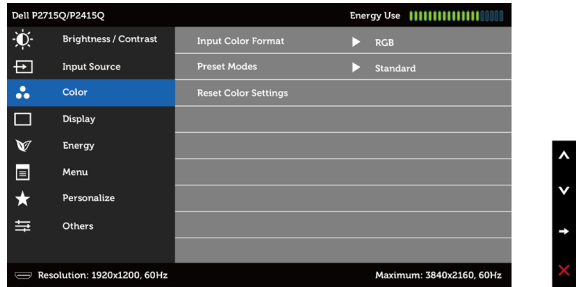 Dell P2715Q/P2415Q Energy Use
Brightness / Contrast Input Color Format RGB
Input Source Preset Modes Standard
Color Reset Color Settings
Display
Energy
Menu
Personalize
Others
Resolution: 1920x1200, 60Hz Maximum: 3840x2160, 60Hz